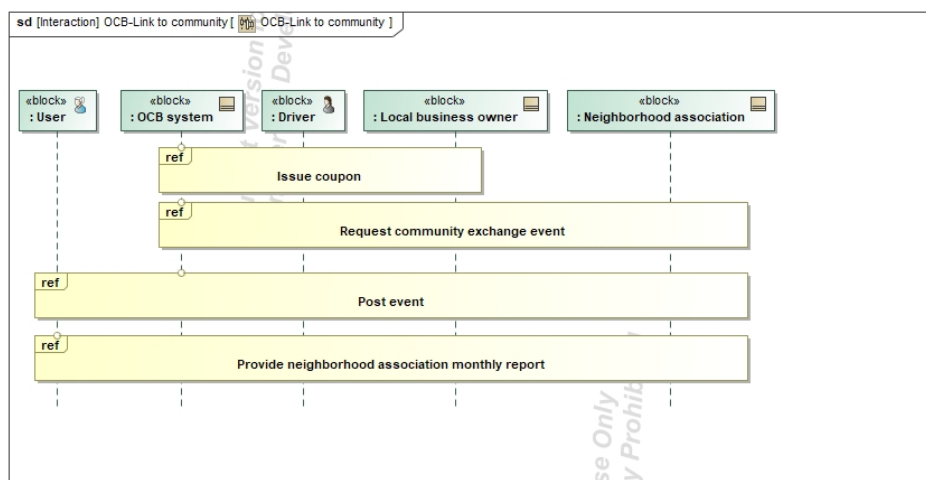 sd [Interaction] OCB-Link to community [ OCB-Link to community ]
«block»
: User
«block»
: OCB system
«block»
: Driver
«block»
: Local business owner
«block»
: Neighborhood association
ref
Issue coupon
ref
Request community exchange event
ref
Post event
ref
Provide neighborhood association monthly report